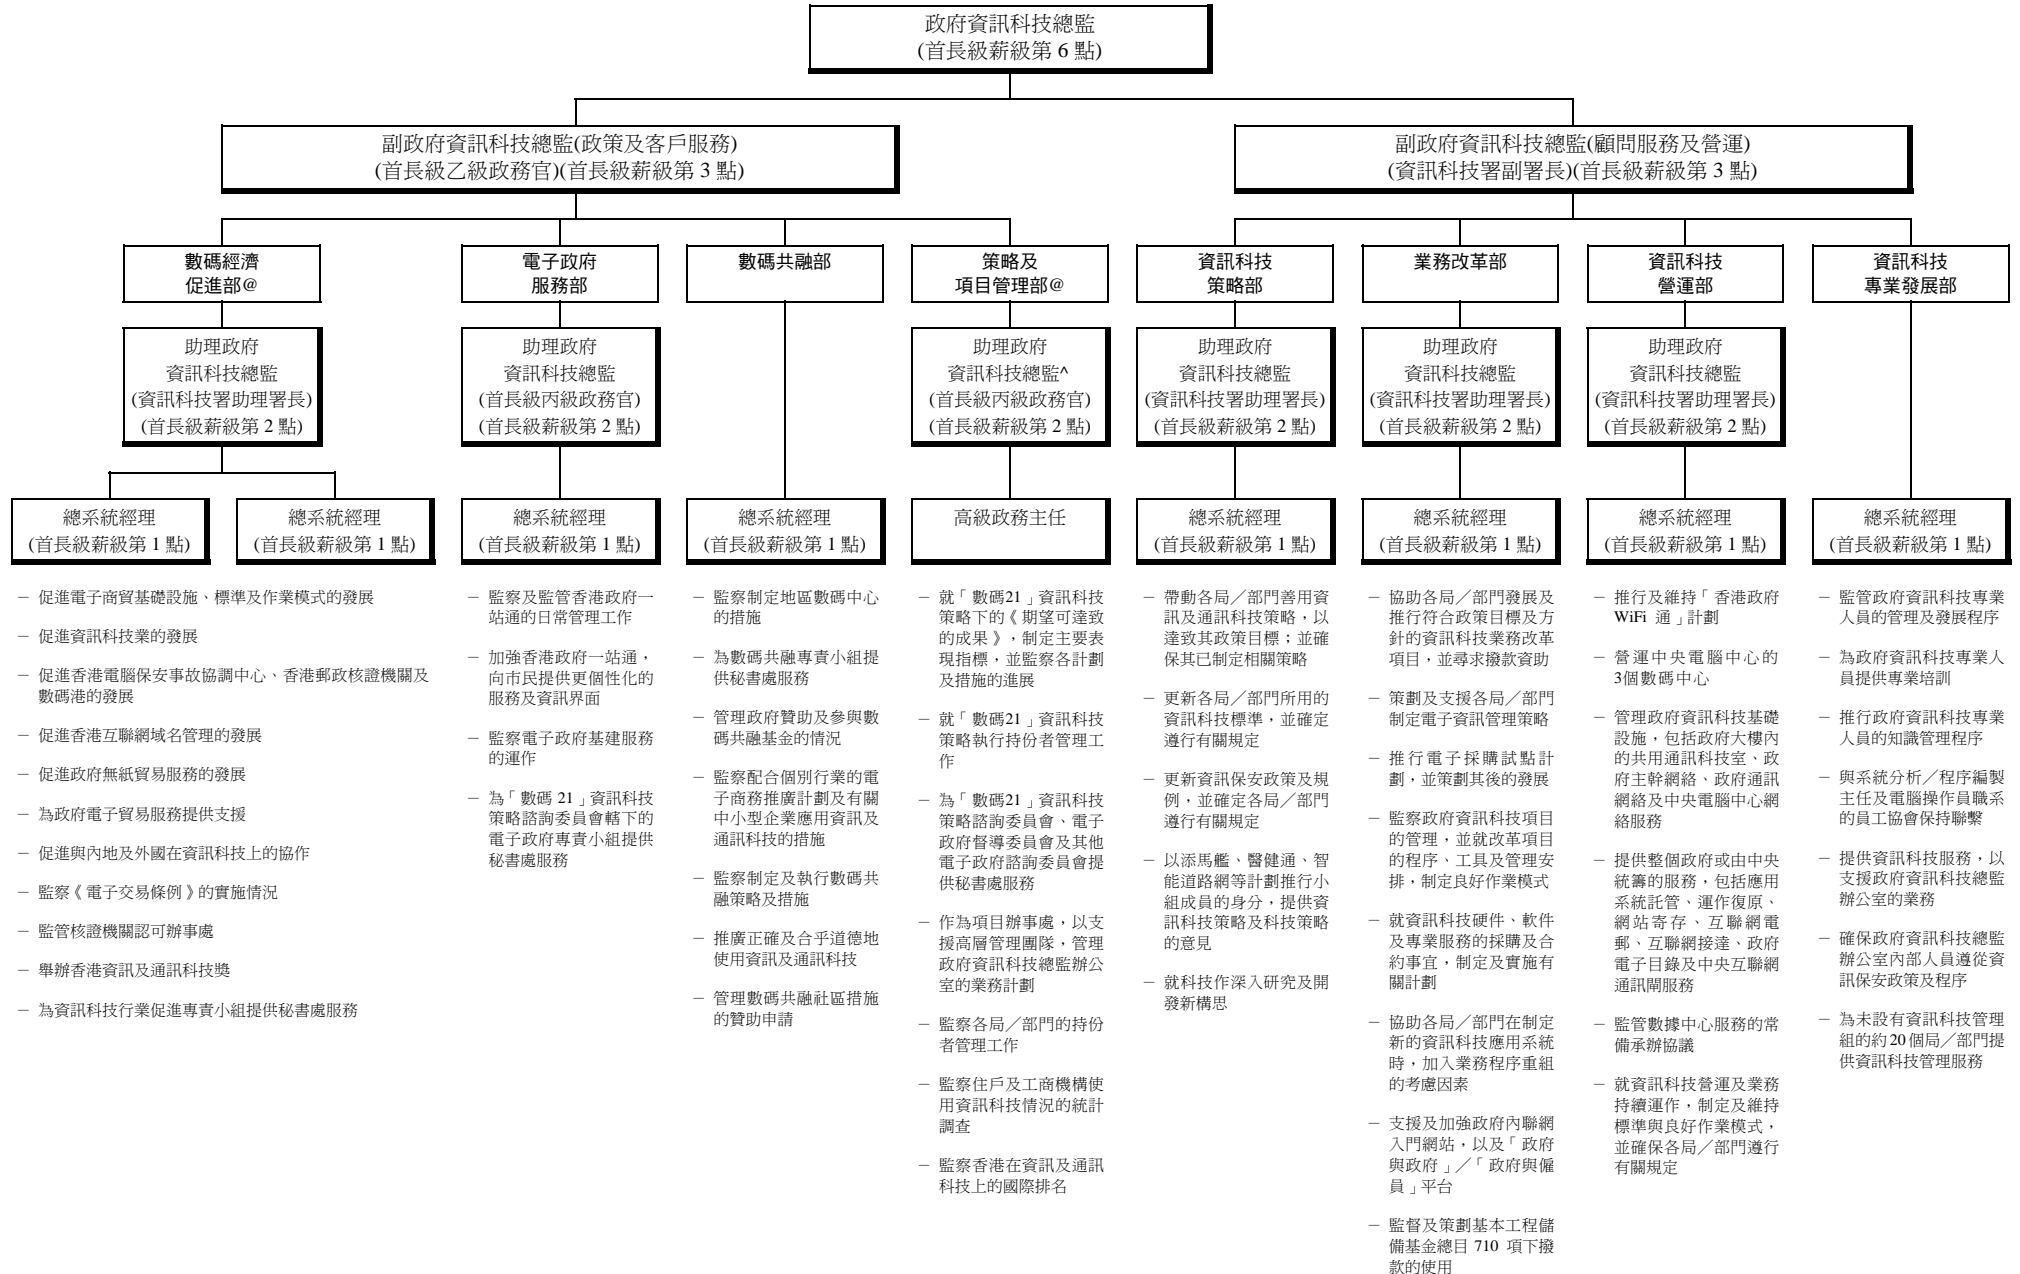 政府資訊科技總監
(首長級薪級第 6 點)
副政府資訊科技總監(政策及客戶服務)
(首長級乙級政務官)(首長級薪級第 3 點)
副政府資訊科技總監(顧問服務及營運)
(資訊科技署副署長)(首長級薪級第 3 點)
數碼經濟
促進部@
電子政府
服務部
數碼共融部
策略及
項目管理部@
資訊科技
策略部
業務改革部
資訊科技
營運部
資訊科技
專業發展部
助理政府
資訊科技總監
(資訊科技署助理署長)
(首長級薪級第 2 點)
助理政府
資訊科技總監
(首長級丙級政務官)
(首長級薪級第 2 點)
助理政府
資訊科技總監^
(首長級丙級政務官)
(首長級薪級第 2 點)
助理政府
資訊科技總監
(資訊科技署助理署長)
(首長級薪級第 2 點)
助理政府
資訊科技總監
(資訊科技署助理署長)
(首長級薪級第 2 點)
助理政府
資訊科技總監
(資訊科技署助理署長)
(首長級薪級第 2 點)
總系統經理
(首長級薪級第 1 點)
總系統經理
(首長級薪級第 1 點)
總系統經理
(首長級薪級第 1 點)
總系統經理
(首長級薪級第 1 點)
高級政務主任
總系統經理
(首長級薪級第 1 點)
總系統經理
(首長級薪級第 1 點)
總系統經理
(首長級薪級第 1 點)
總系統經理
(首長級薪級第 1 點)
－ 促進電子商貿基礎設施、標準及作業模式的發展
－ 促進資訊科技業的發展
－ 促進香港電腦保安事故協調中心、香港郵政核證機關及
數碼港的發展
－ 促進香港互聯網域名管理的發展
－ 促進政府無紙貿易服務的發展
－ 為政府電子貿易服務提供支援
－ 促進與內地及外國在資訊科技上的協作
－ 監察《電子交易條例》的實施情況
－ 監管核證機關認可辦事處
－ 舉辦香港資訊及通訊科技獎
－ 為資訊科技行業促進專責小組提供秘書處服務
－ 監察及監管香港政府一
站通的日常管理工作
－ 加強香港政府一站通，
向市民提供更個性化的
服務及資訊界面
－ 監察電子政府基建服務
的運作
－ 為「數碼 21」資訊科技
策略諮詢委員會轄下的
電子政府專責小組提供
秘書處服務
－ 監察制定地區數碼中心
的措施
－ 為數碼共融專責小組提
供秘書處服務
－ 管理政府贊助及參與數
碼共融基金的情況
－ 監察配合個別行業的電
子商務推廣計劃及有關
中小型企業應用資訊及
通訊科技的措施
－ 監察制定及執行數碼共
融策略及措施
－ 推廣正確及合乎道德地
使用資訊及通訊科技
－ 管理數碼共融社區措施
的贊助申請
－ 就「數碼21」資訊科技
策略下的《期望可達致
的成果》，制定主要表
現指標，並監察各計劃
及措施的進展
－ 就「數碼21」資訊科技
策略執行持份者管理工
作
－ 為「數碼21」資訊科技
策略諮詢委員會、電子
政府督導委員會及其他
電子政府諮詢委員會提
供秘書處服務
－ 作為項目辦事處，以支
援高層管理團隊，管理
政府資訊科技總監辦公
室的業務計劃
－ 監察各局／部門的持份
者管理工作
－ 監察住戶及工商機構使
用資訊科技情況的統計
調查
－ 監察香港在資訊及通訊
科技上的國際排名
－ 帶動各局／部門善用資
訊及通訊科技策略，以
達致其政策目標；並確
保其已制定相關策略
－ 更新各局／部門所用的
資訊科技標準，並確定
遵行有關規定
－ 更新資訊保安政策及規
例，並確定各局／部門
遵行有關規定
－ 以添馬艦、醫健通、智
能道路網等計劃推行小
組成員的身分，提供資
訊科技策略及科技策略
的意見
－ 就科技作深入研究及開
發新構思
－ 協助各局／部門發展及
推行符合政策目標及方
針的資訊科技業務改革
項目，並尋求撥款資助
－ 策劃及支援各局／部門
制定電子資訊管理策略
－ 推行電子採購試點計
劃，並策劃其後的發展
－ 監察政府資訊科技項目
的管理，並就改革項目
的程序、工具及管理安
排，制定良好作業模式
－ 就資訊科技硬件、軟件
及專業服務的採購及合
約事宜，制定及實施有
關計劃
－ 協助各局／部門在制定
新的資訊科技應用系統
時，加入業務程序重組
的考慮因素
－ 支援及加強政府內聯網
入門網站，以及「政府
與政府」／「政府與僱
員」平台
－ 監督及策劃基本工程儲
備基金總目 710 項下撥
款的使用
－ 推行及維持「香港政府
WiFi 通」計劃
－ 營運中央電腦中心的
3個數碼中心
－ 管理政府資訊科技基礎
設施，包括政府大樓內
的共用通訊科技室、政
府主幹網絡、政府通訊
網絡及中央電腦中心網
絡服務
－ 提供整個政府或由中央
統籌的服務，包括應用
系統託管、運作復原、
網站寄存、互聯網電
郵、互聯網接達、政府
電子目錄及中央互聯網
通訊閘服務
－ 監管數據中心服務的常
備承辦協議
－ 就資訊科技營運及業務
持續運作，制定及維持
標準與良好作業模式，
並確保各局／部門遵行
有關規定
－ 監管政府資訊科技專業
人員的管理及發展程序
－ 為政府資訊科技專業人
員提供專業培訓
－ 推行政府資訊科技專業
人員的知識管理程序
－ 與系統分析／程序編製
主任及電腦操作員職系
的員工協會保持聯繫
－ 提供資訊科技服務，以
支援政府資訊科技總監
辦公室的業務
－ 確保政府資訊科技總監
辦公室內部人員遵從資
訊保安政策及程序
－ 為未設有資訊科技管理
組的約20個局／部門提
供資訊科技管理服務